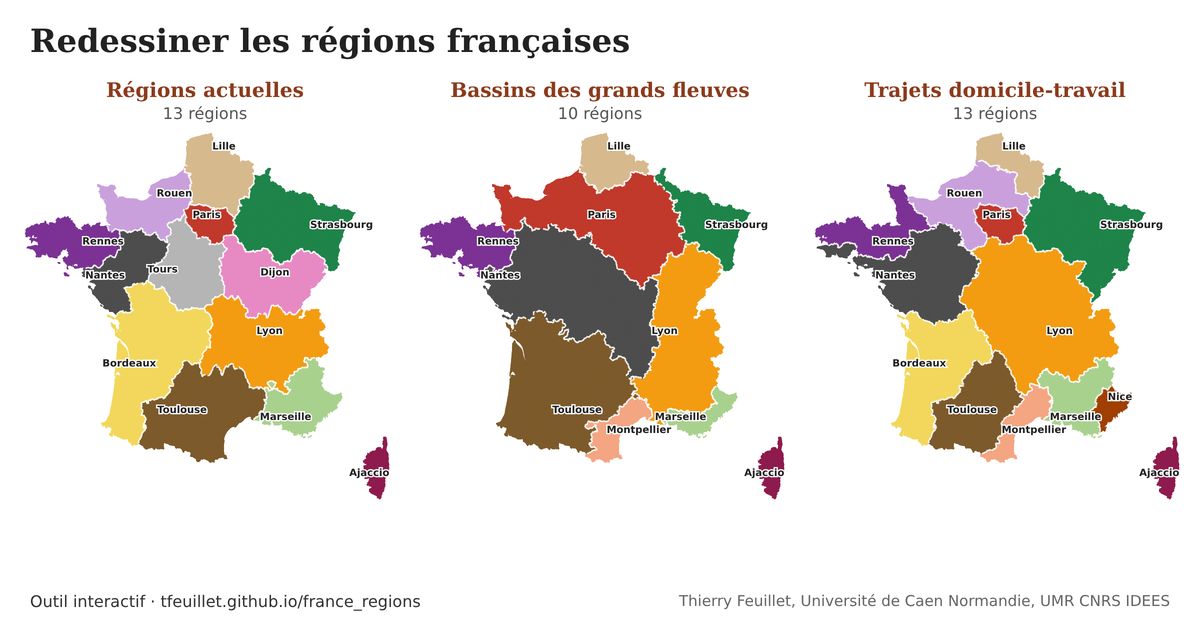 Redessiner les régions françaises
Régions actuelles
13 régions
Lille
Rouen
Paris
Strasbourg
Rennes
Tours
Dijon
Nantes
Lyon
Bordeaux
Toulouse
Marseille
Ajaccio
Bassins des grands fleuves
10 régions
Lille
Paris
Strasbourg
Rennes
Nantes
Lyon
Toulouse
Marseille
Montpellier
Ajaccio
Trajets domicile-travail
13 régions
Lille
Rouen
Paris
Strasbourg
Rennes
Nantes
Lyon
Bordeaux
Nice
Toulouse
Marseille
Montpellier
Ajaccio
Outil interactif · tfeuillet.github.io/france_regions
Thierry Feuillet, Université de Caen Normandie, UMR CNRS IDEES